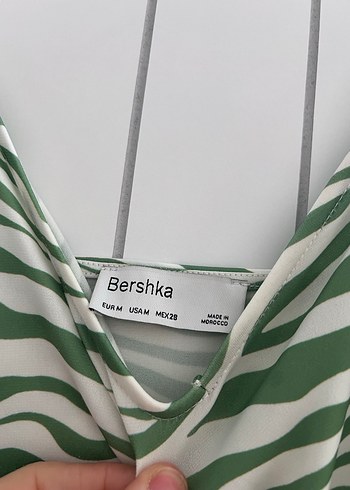 Bershka
EUR M USA M MEX 28
MADE IN
MOROCCO